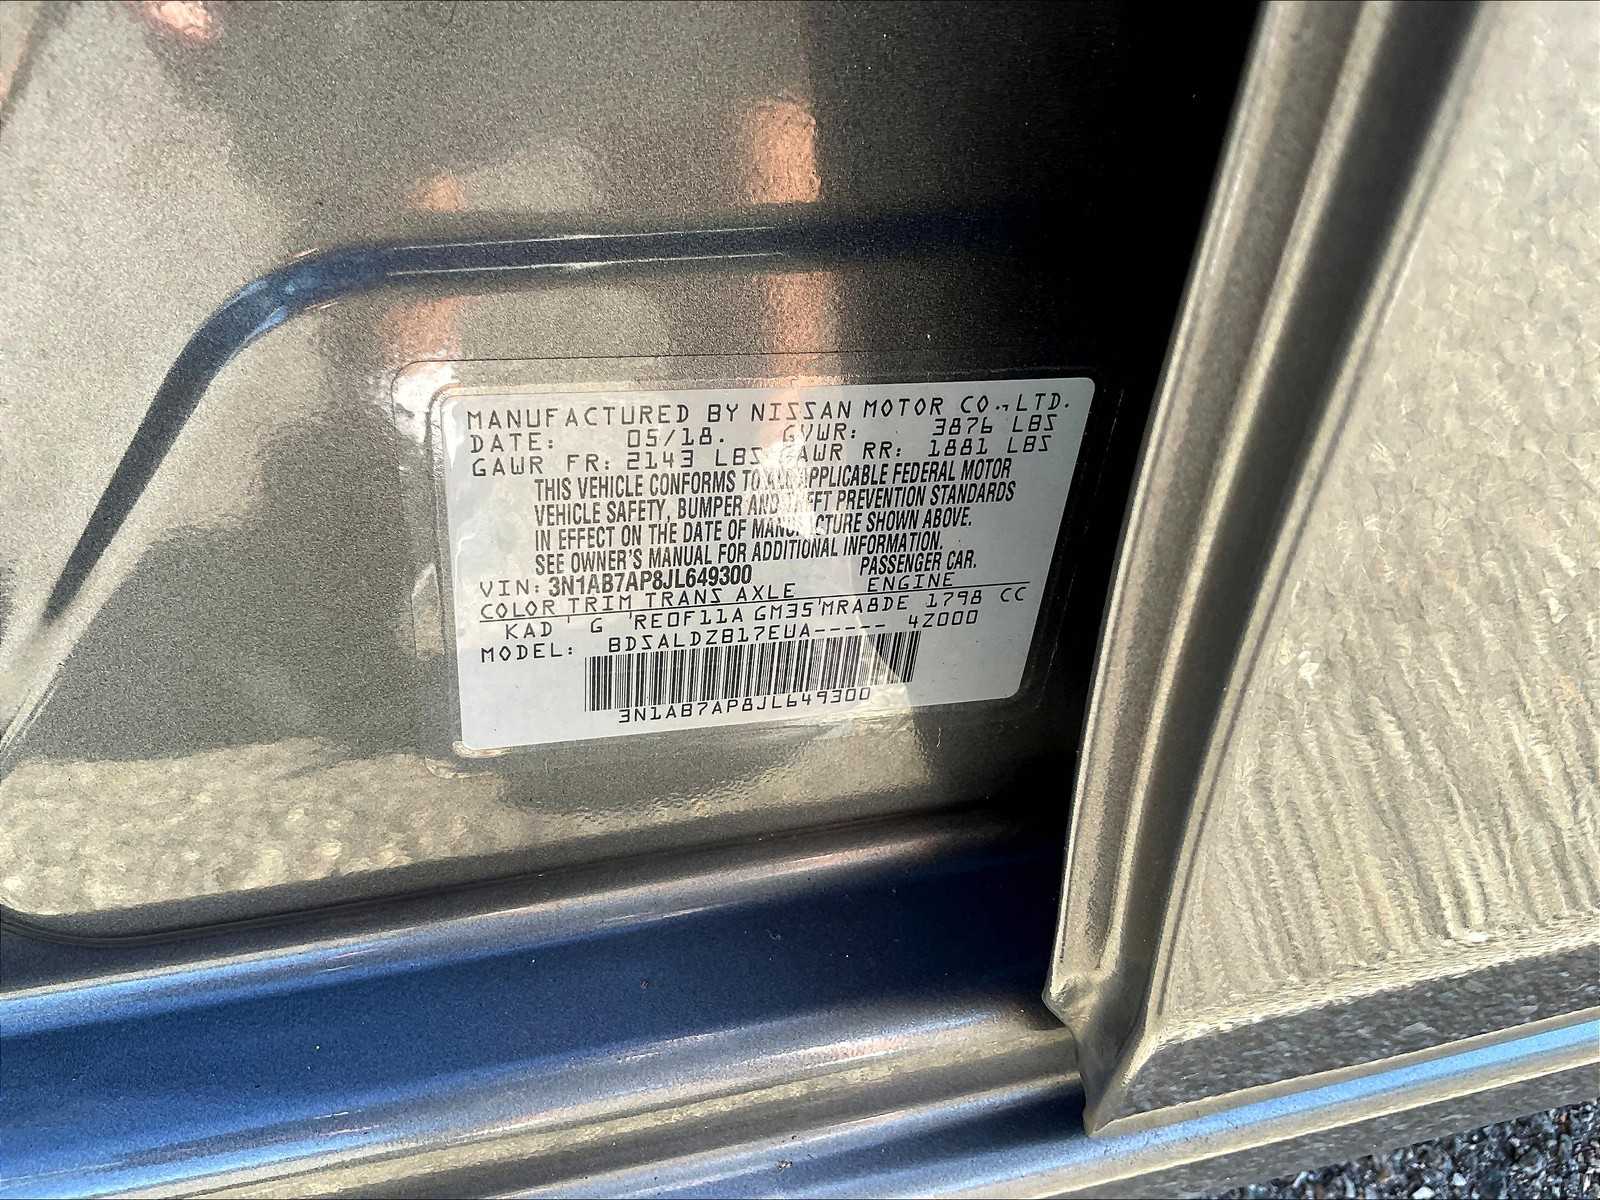 MANUFACTURED BY NISSAN MOTOR CO., LTD.
DATE: 05/18. GVWR: 3876 LBS
GAWR FR: 2143 LBS GAWR RR: 1881 LBS
THIS VEHICLE CONFORMS TO ALL APPLICABLE FEDERAL MOTOR
VEHICLE SAFETY, BUMPER AND THEFT PREVENTION STANDARDS
IN EFFECT ON THE DATE OF MANUFACTURE SHOWN ABOVE.
SEE OWNER'S MANUAL FOR ADDITIONAL INFORMATION.
VIN: 3N1AB7AP8JL649300 PASSENGER CAR.
COLOR TRIM TRANS AXLE ENGINE
KAD G RE0F11A GM35 MRA8DE 1798 CC
MODEL: BDSALDZB17EUA----- 4Z000
3N1AB7AP8JL649300